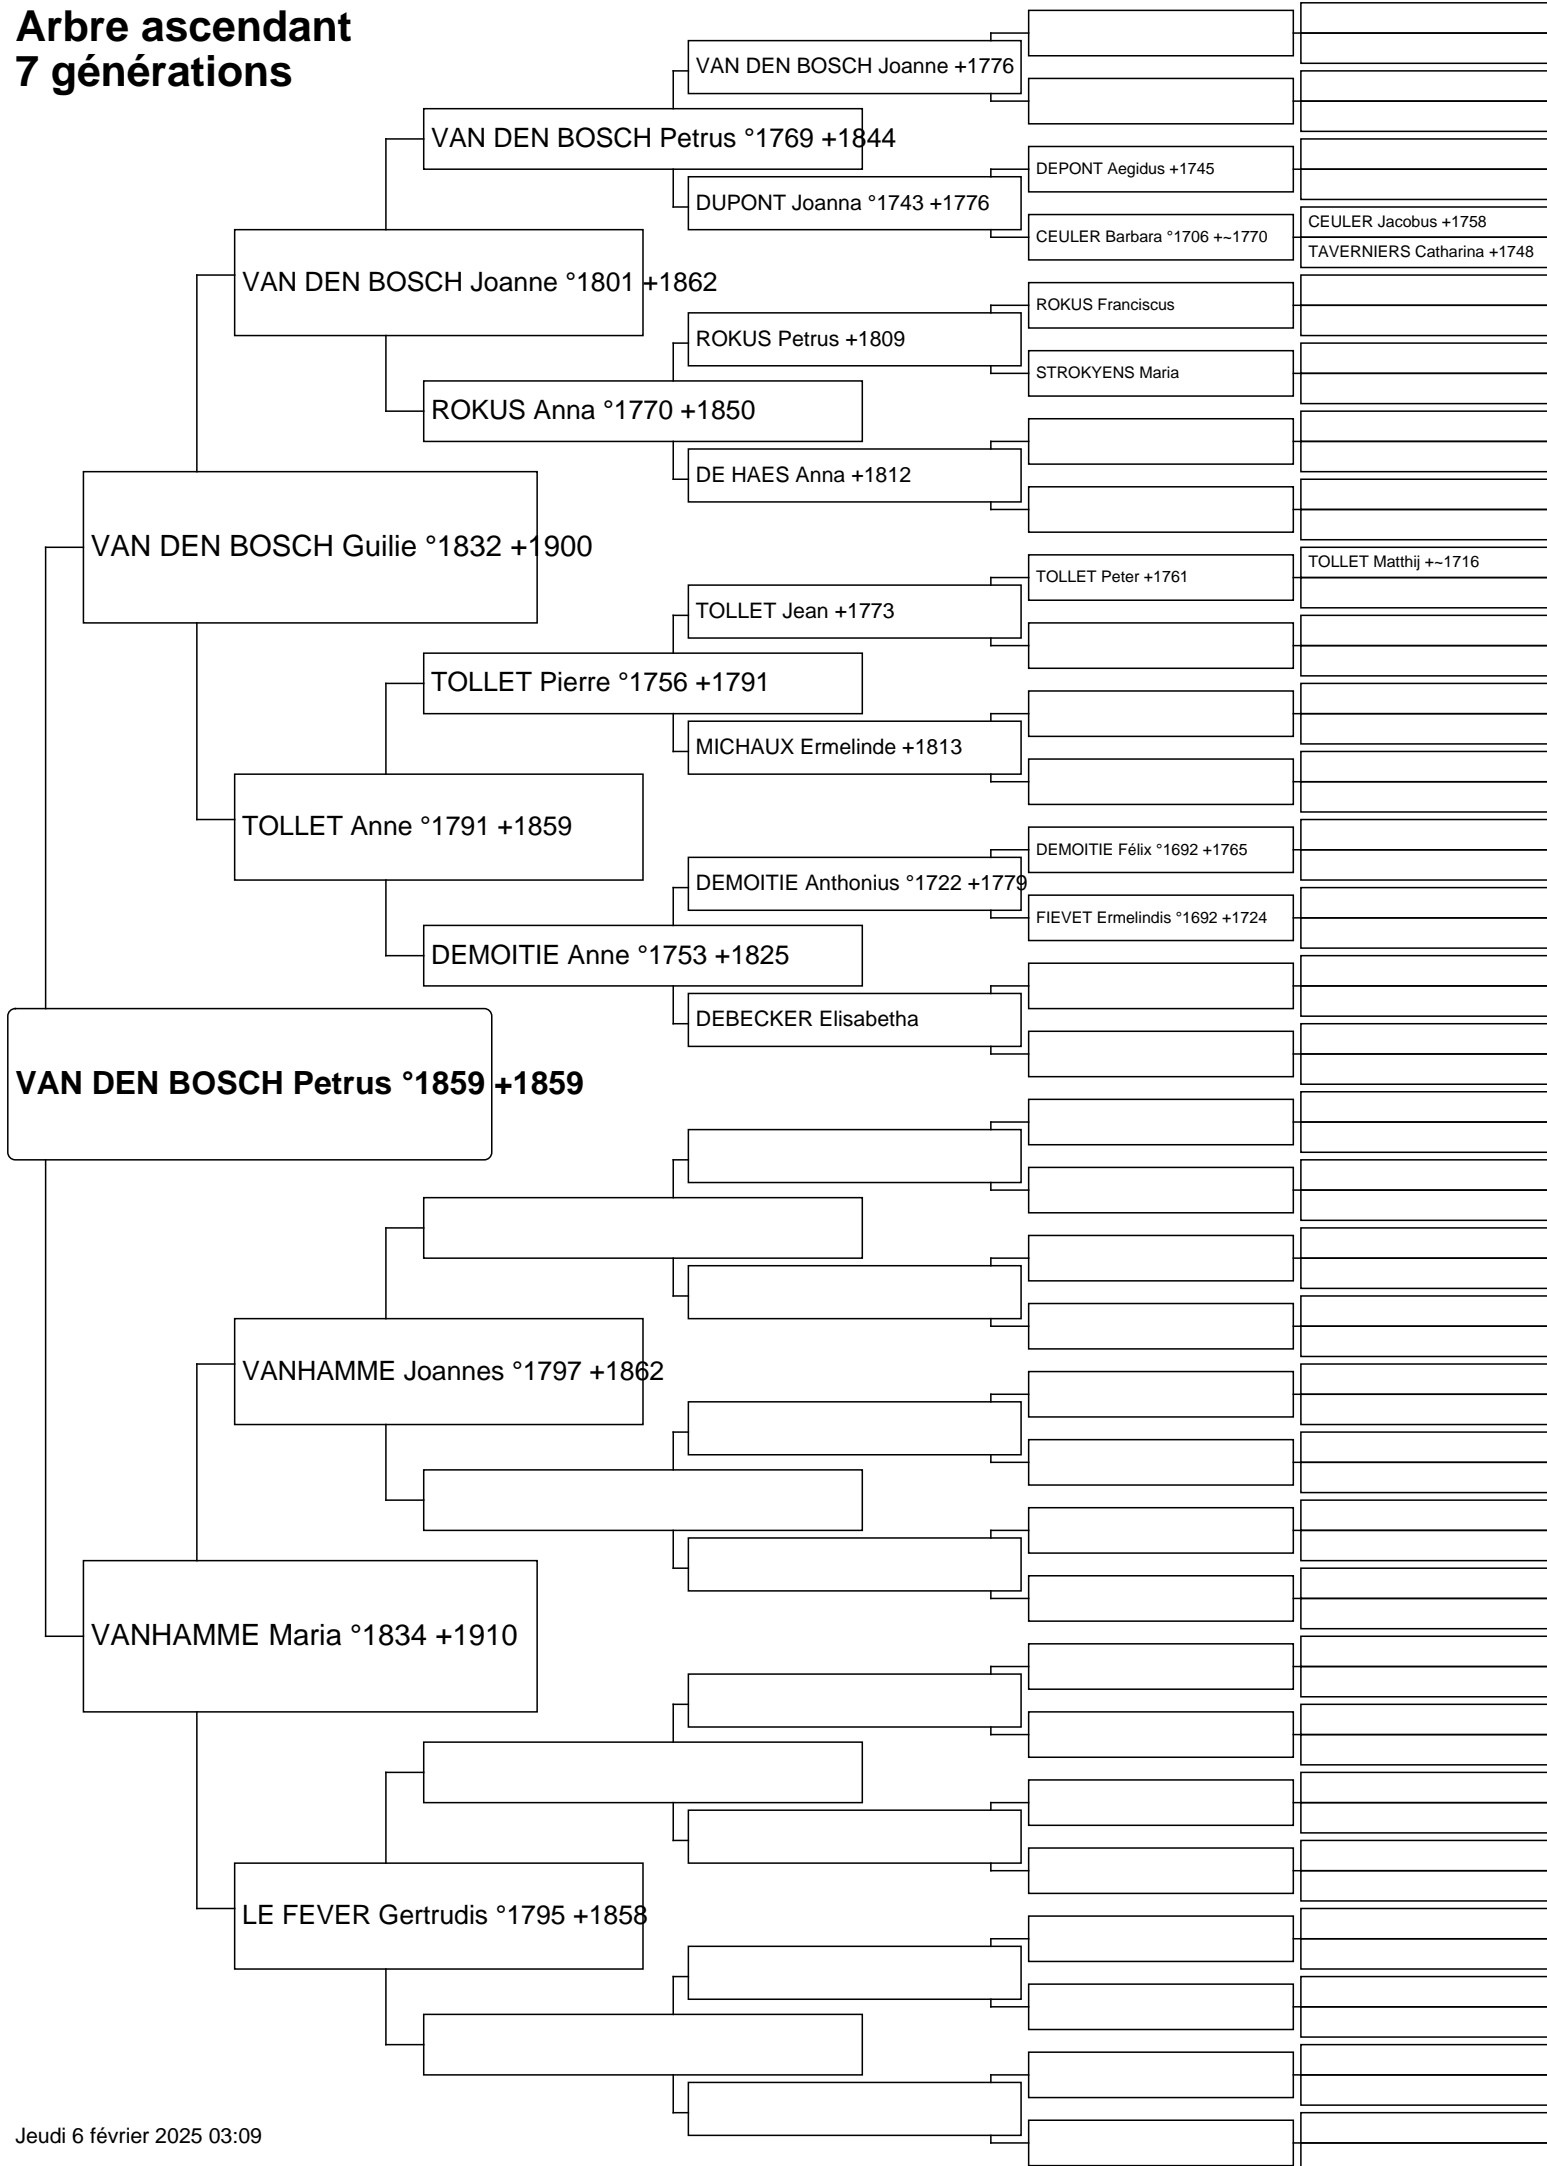 Arbre ascendant
7 générations
VAN DEN BOSCH Joanne +1776
VAN DEN BOSCH Petrus °1769 +1844
DEPONT Aegidus +1745
DUPONT Joanna °1743 +1776
CEULER Jacobus +1758
CEULER Barbara °1706 +~1770
TAVERNIERS Catharina +1748
VAN DEN BOSCH Joanne °1801 +1862
ROKUS Franciscus
ROKUS Petrus +1809
STROKYENS Maria
ROKUS Anna °1770 +1850
DE HAES Anna +1812
VAN DEN BOSCH Guilie °1832 +1900
TOLLET Matthij +~1716
TOLLET Peter +1761
TOLLET Jean +1773
TOLLET Pierre °1756 +1791
MICHAUX Ermelinde +1813
TOLLET Anne °1791 +1859
DEMOITIE Félix °1692 +1765
DEMOITIE Anthonius °1722 +1779
FIEVET Ermelindis °1692 +1724
DEMOITIE Anne °1753 +1825
DEBECKER Elisabetha
VAN DEN BOSCH Petrus °1859 +1859
VANHAMME Joannes °1797 +1862
VANHAMME Maria °1834 +1910
LE FEVER Gertrudis °1795 +1858
Jeudi 6 février 2025 03:09